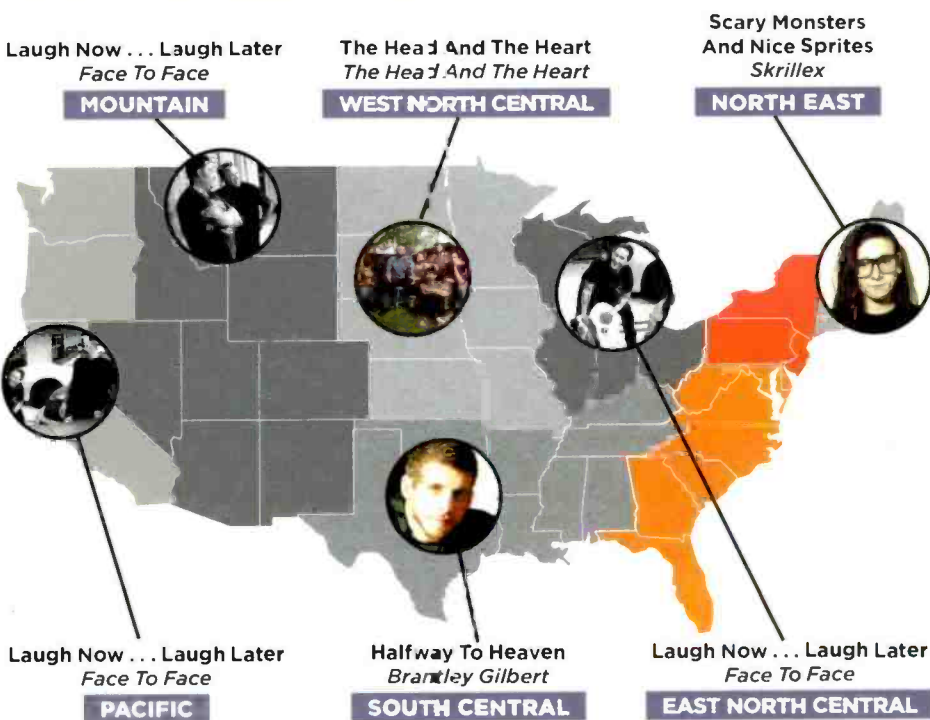 Laugh Now . . . Laugh Later
Face To Face
MOUNTAIN
The Head And The Heart
The Head And The Heart
WEST NORTH CENTRAL
Scary Monsters
And Nice Sprites
Skrillex
NORTH EAST
Laugh Now . . . Laugh Later
Face To Face
PACIFIC
Halfway To Heaven
Brantley Gilbert
SOUTH CENTRAL
Laugh Now . . . Laugh Later
Face To Face
EAST NORTH CENTRAL